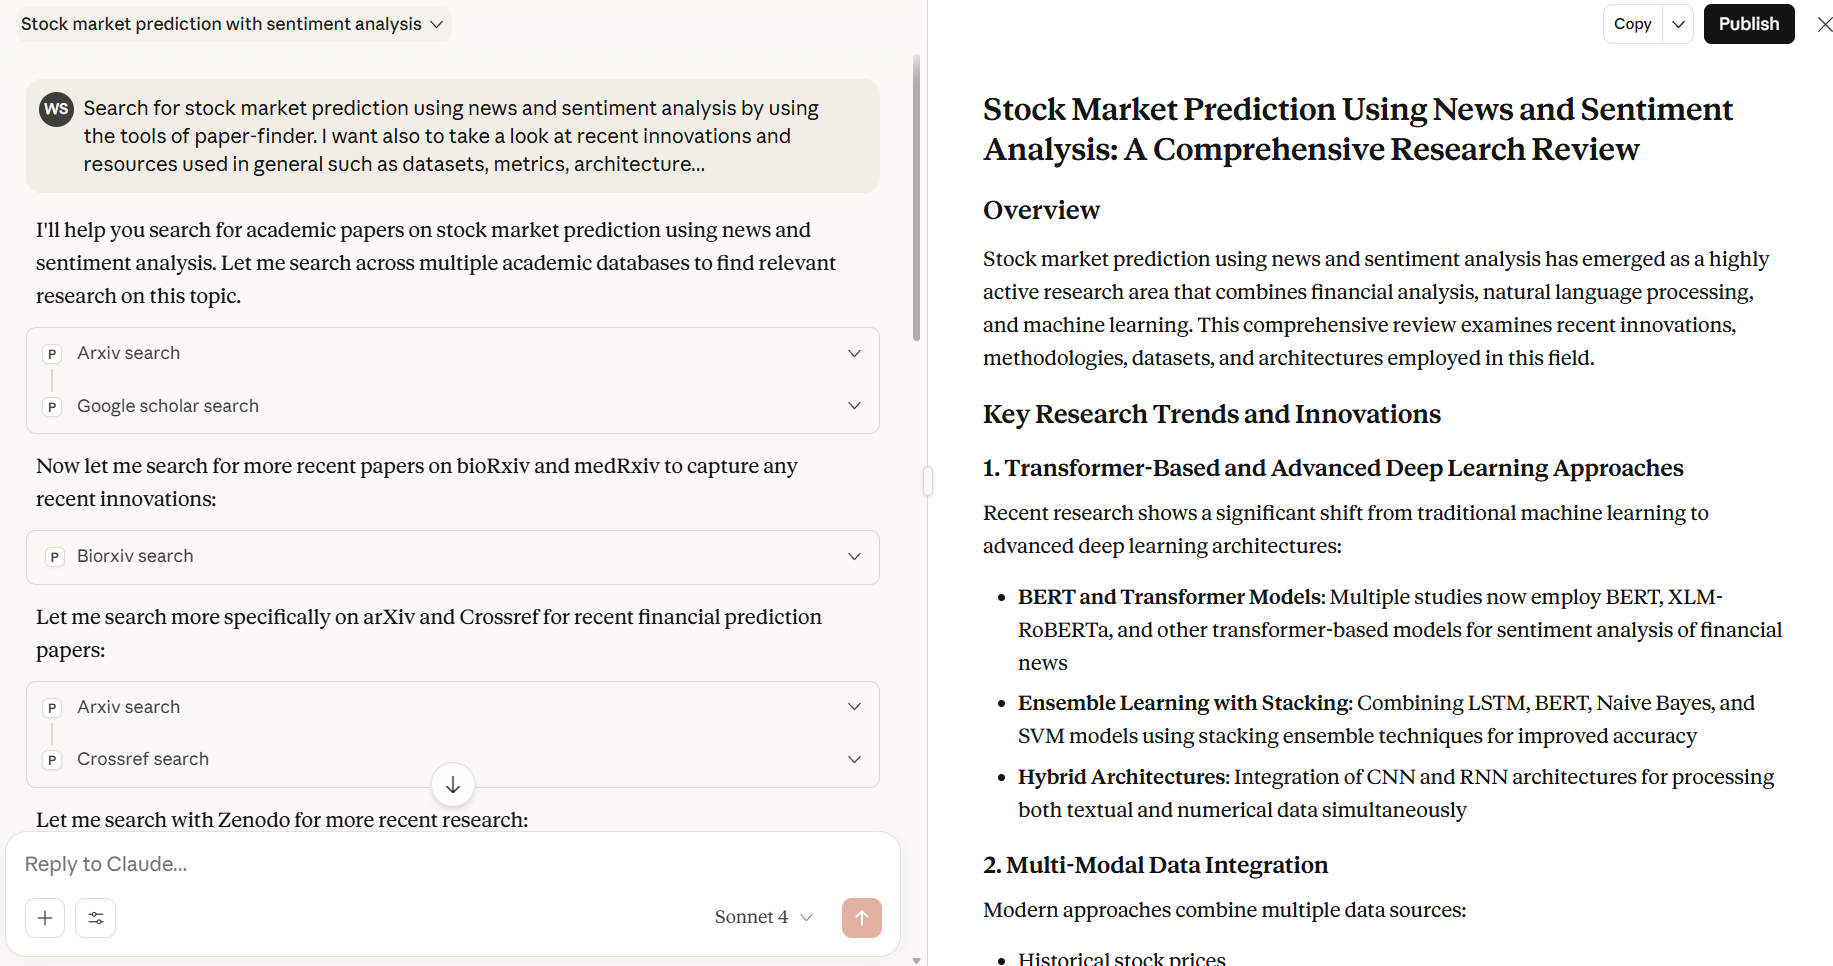 Stock market prediction with sentiment analysis
WS
Search for stock market prediction using news and sentiment analysis by using
the tools of paper-finder. I want also to take a look at recent innovations and
resources used in general such as datasets, metrics, architecture...
I'll help you search for academic papers on stock market prediction using news and
sentiment analysis. Let me search across multiple academic databases to find relevant
research on this topic.
P Arxiv search
P Google scholar search
Now let me search for more recent papers on bioRxiv and medRxiv to capture any
recent innovations:
P Biorxiv search
Let me search more specifically on arXiv and Crossref for recent financial prediction
papers:
P Arxiv search
P Crossref search
Let me search with Zenodo for more recent research:
Reply to Claude...
Sonnet 4
Copy
Publish
Stock Market Prediction Using News and Sentiment
Analysis: A Comprehensive Research Review
Overview
Stock market prediction using news and sentiment analysis has emerged as a highly
active research area that combines financial analysis, natural language processing,
and machine learning. This comprehensive review examines recent innovations,
methodologies, datasets, and architectures employed in this field.
Key Research Trends and Innovations
1. Transformer-Based and Advanced Deep Learning Approaches
Recent research shows a significant shift from traditional machine learning to
advanced deep learning architectures:
• BERT and Transformer Models: Multiple studies now employ BERT, XLM-
RoBERTa, and other transformer-based models for sentiment analysis of financial
news
• Ensemble Learning with Stacking: Combining LSTM, BERT, Naive Bayes, and
SVM models using stacking ensemble techniques for improved accuracy
• Hybrid Architectures: Integration of CNN and RNN architectures for processing
both textual and numerical data simultaneously
2. Multi-Modal Data Integration
Modern approaches combine multiple data sources:
• Historical stock prices